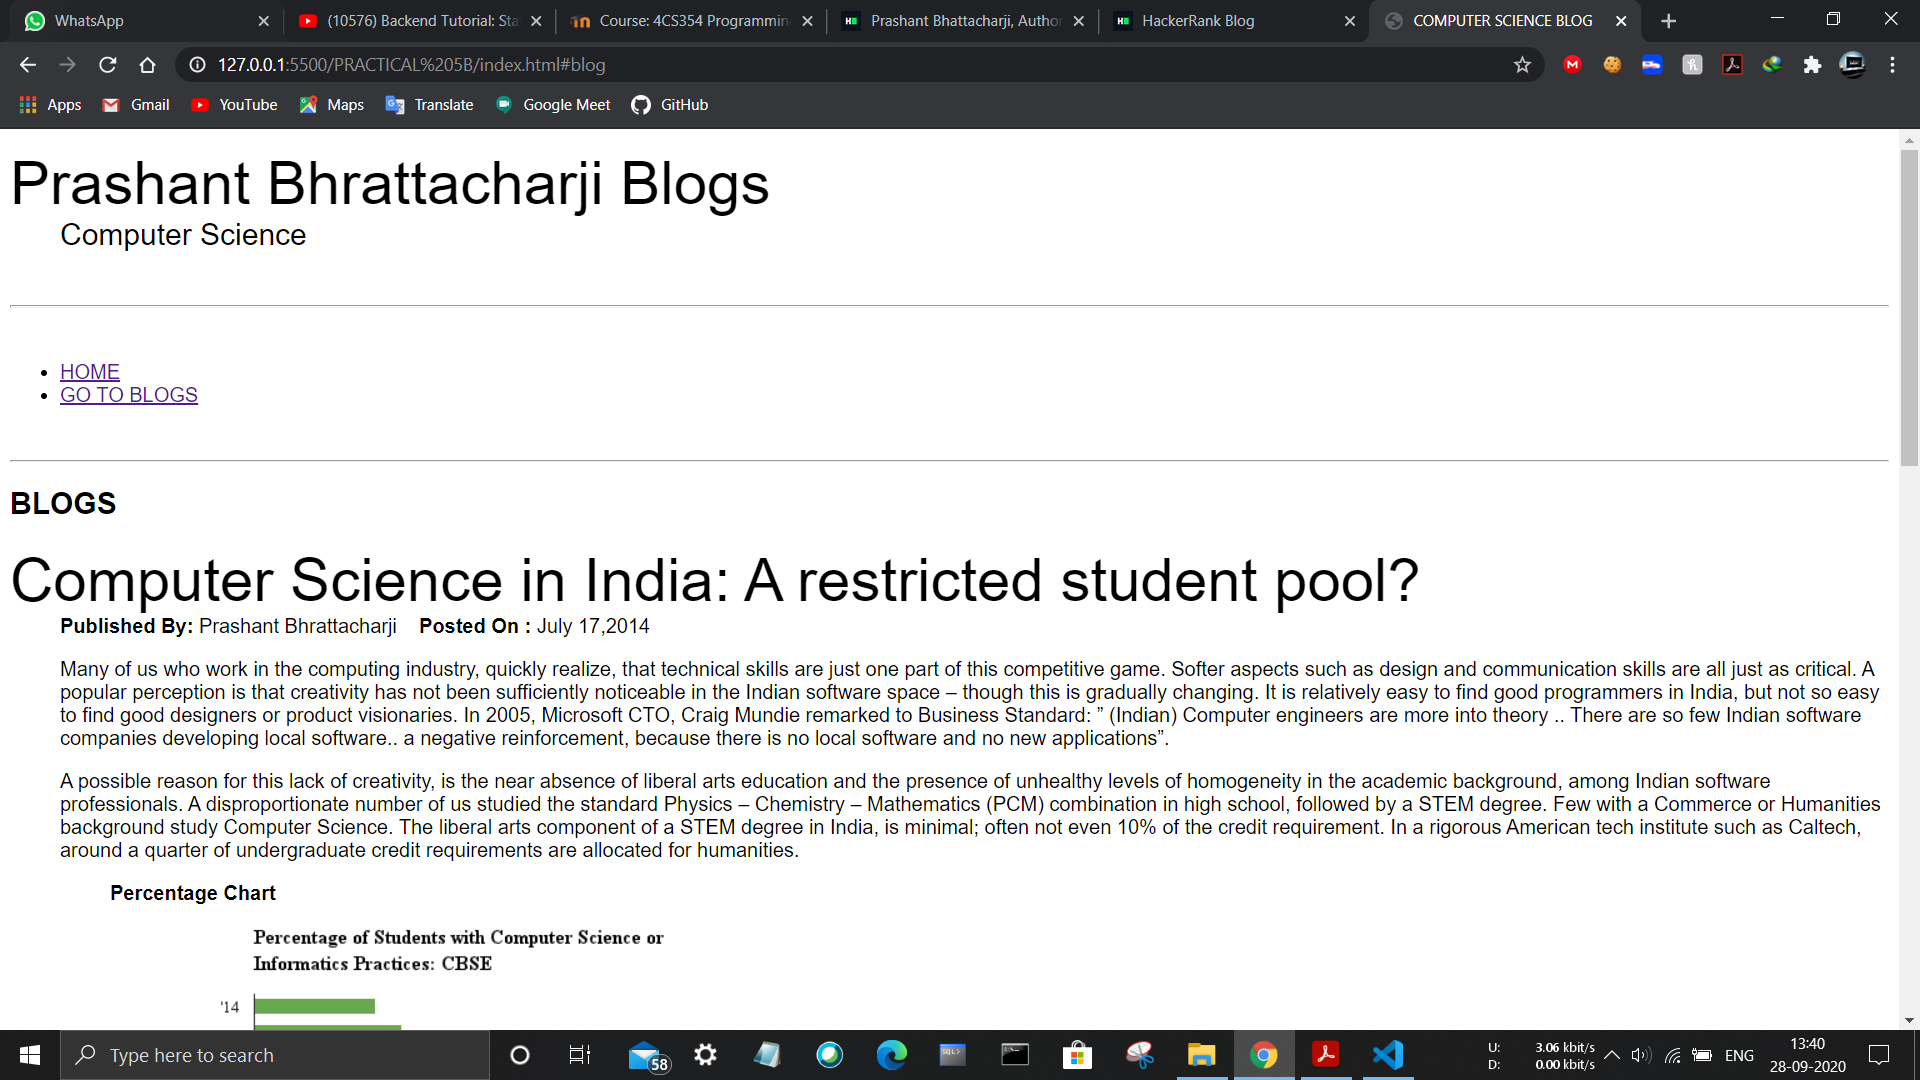 WhatsApp
(10576) Backend Tutorial: Sta
Course: 4CS354 Programmin
Prashant Bhattacharji, Autho
HackerRank Blog
COMPUTER SCIENCE BLOG
127.0.0.1:5500/PRACTICAL%205B/index.html#blog
Apps
Gmail
YouTube
Maps
Translate
Google Meet
GitHub
Prashant Bhrattacharji Blogs
Computer Science
HOME
GO TO BLOGS
BLOGS
Computer Science in India: A restricted student pool?
Published By: Prashant Bhrattacharji Posted On : July 17,2014
Many of us who work in the computing industry, quickly realize, that technical skills are just one part of this competitive game. Softer aspects such as design and communication skills are all just as critical. A
popular perception is that creativity has not been sufficiently noticeable in the Indian software space – though this is gradually changing. It is relatively easy to find good programmers in India, but not so easy
to find good designers or product visionaries. In 2005, Microsoft CTO, Craig Mundie remarked to Business Standard: ” (Indian) Computer engineers are more into theory .. There are so few Indian software
companies developing local software.. a negative reinforcement, because there is no local software and no new applications”.
A possible reason for this lack of creativity, is the near absence of liberal arts education and the presence of unhealthy levels of homogeneity in the academic background, among Indian software
professionals. A disproportionate number of us studied the standard Physics – Chemistry – Mathematics (PCM) combination in high school, followed by a STEM degree. Few with a Commerce or Humanities
background study Computer Science. The liberal arts component of a STEM degree in India, is minimal; often not even 10% of the credit requirement. In a rigorous American tech institute such as Caltech,
around a quarter of undergraduate credit requirements are allocated for humanities.
Percentage Chart
Percentage of Students with Computer Science or
Informatics Practices: CBSE
'14
Type here to search
58
U: 3.06 kbit/s
D: 0.00 kbit/s
ENG
13:40
28-09-2020